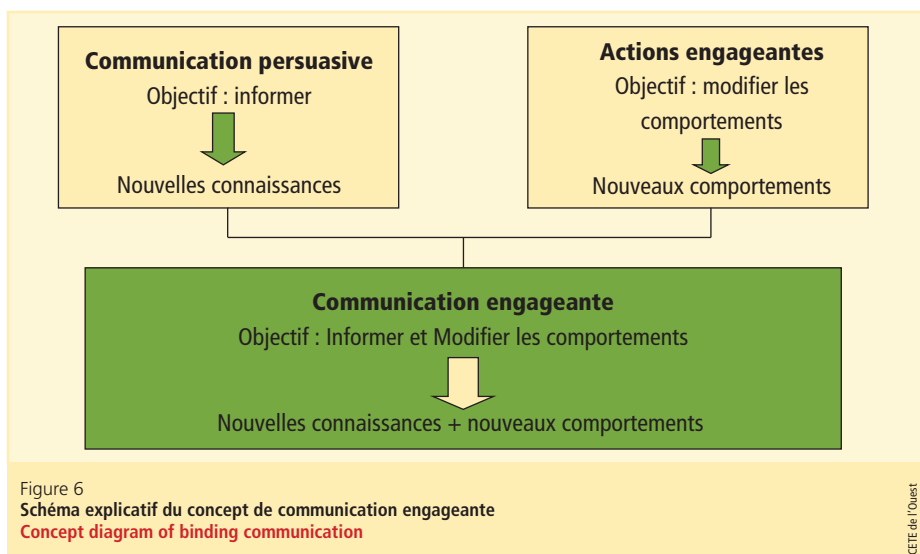 Communication persuasive
Objectif : informer
Nouvelles connaissances
Actions engageantes
Objectif : modifier les
comportements
Nouveaux comportements
Communication engageante
Objectif : Informer et Modifier les comportements
Nouvelles connaissances + nouveaux comportements
Figure 6
Schéma explicatif du concept de communication engageante
Concept diagram of binding communication
CETE de l'Ouest